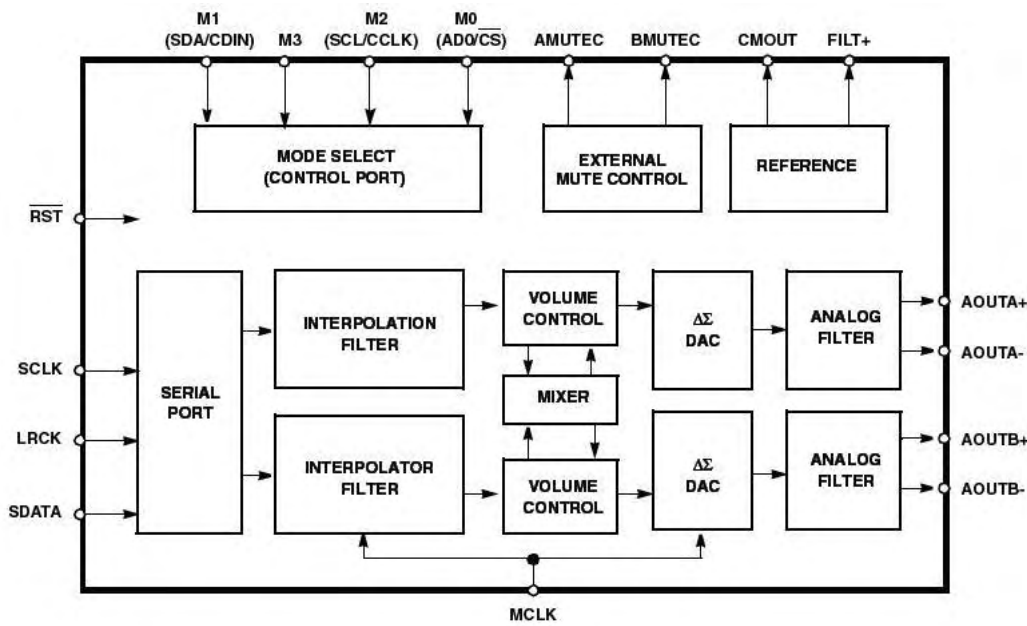 M1
(SDA/CDIN)
M3
M2
(SCL/CCLK)
M0
(AD0/CS)
AMUTEC
BMUTEC
CMOUT
FILT+
MODE SELECT
(CONTROL PORT)
EXTERNAL
MUTE CONTROL
REFERENCE
RST
SCLK
LRCK
SDATA
SERIAL
PORT
INTERPOLATION
FILTER
VOLUME
CONTROL
ΔΣ
DAC
ANALOG
FILTER
AOUTA+
AOUTA-
MIXER
INTERPOLATOR
FILTER
VOLUME
CONTROL
ΔΣ
DAC
ANALOG
FILTER
AOUTB+
AOUTB-
MCLK